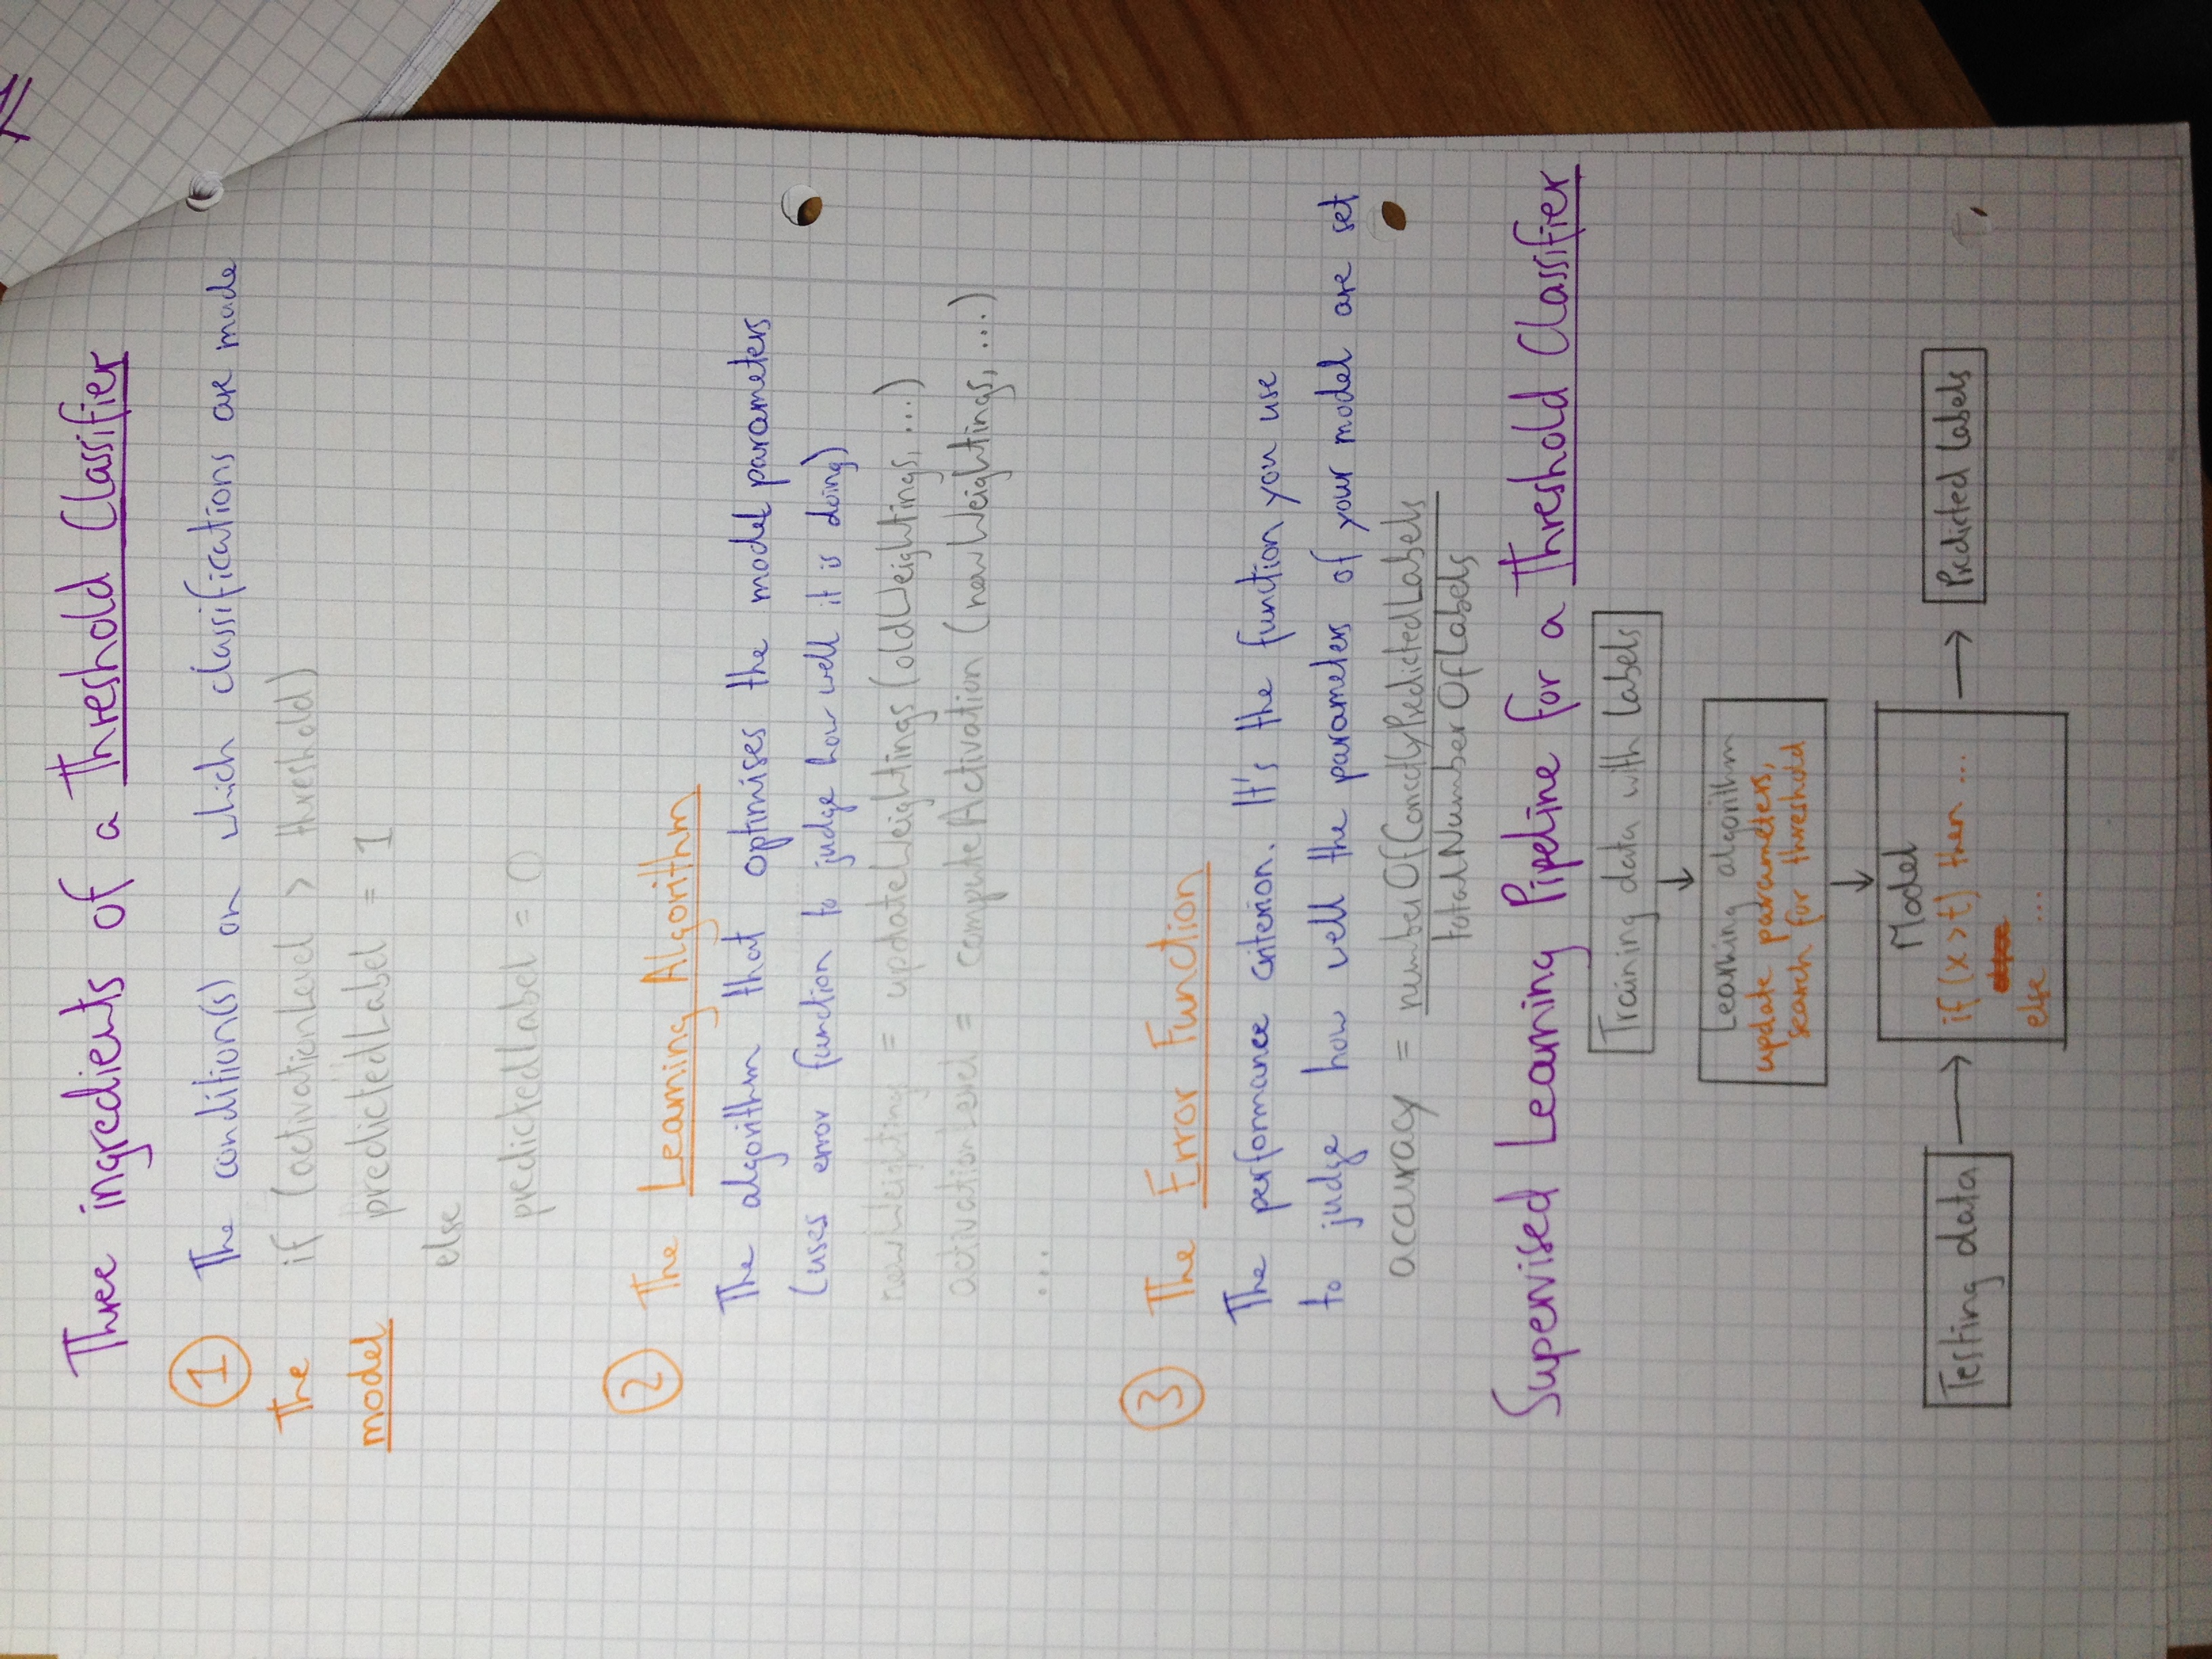 Three ingredients of a Threshold Classifier
1 The condition(s) on which classifications are made
The if (activationLevel > threshold)
model predictedLabel = 1
else
predictedLabel = 0
2 The Learning Algorithm
The algorithm that optimises the model parameters
(uses error function to judge how well it is doing)
newWeightings = updateWeightings(oldWeightings, ...)
activationLevel = computeActivation (newWeightings, ...)
...
3 The Error Function
The performance criterion. It's the function you use
to judge how well the parameters of your model are set
accuracy = numberOfCorrectlyPredictedLabels
totalNumberOfLabels
Supervised Learning Pipeline for a Threshold Classifier
Training data with labels
Learning algorithm
update parameters,
search for threshold
Model
Testing data if (x > t) then ... Predicted labels
else ...